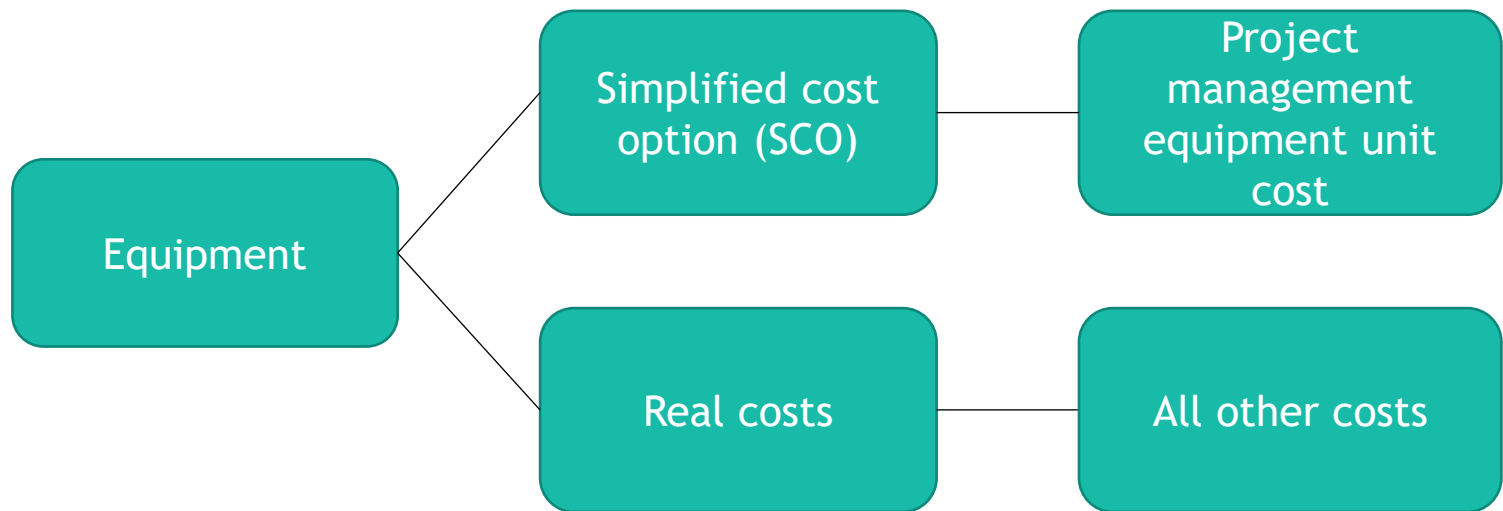 Equipment
Simplified cost
option (SCO)
Project
management
equipment unit
cost
Real costs
All other costs